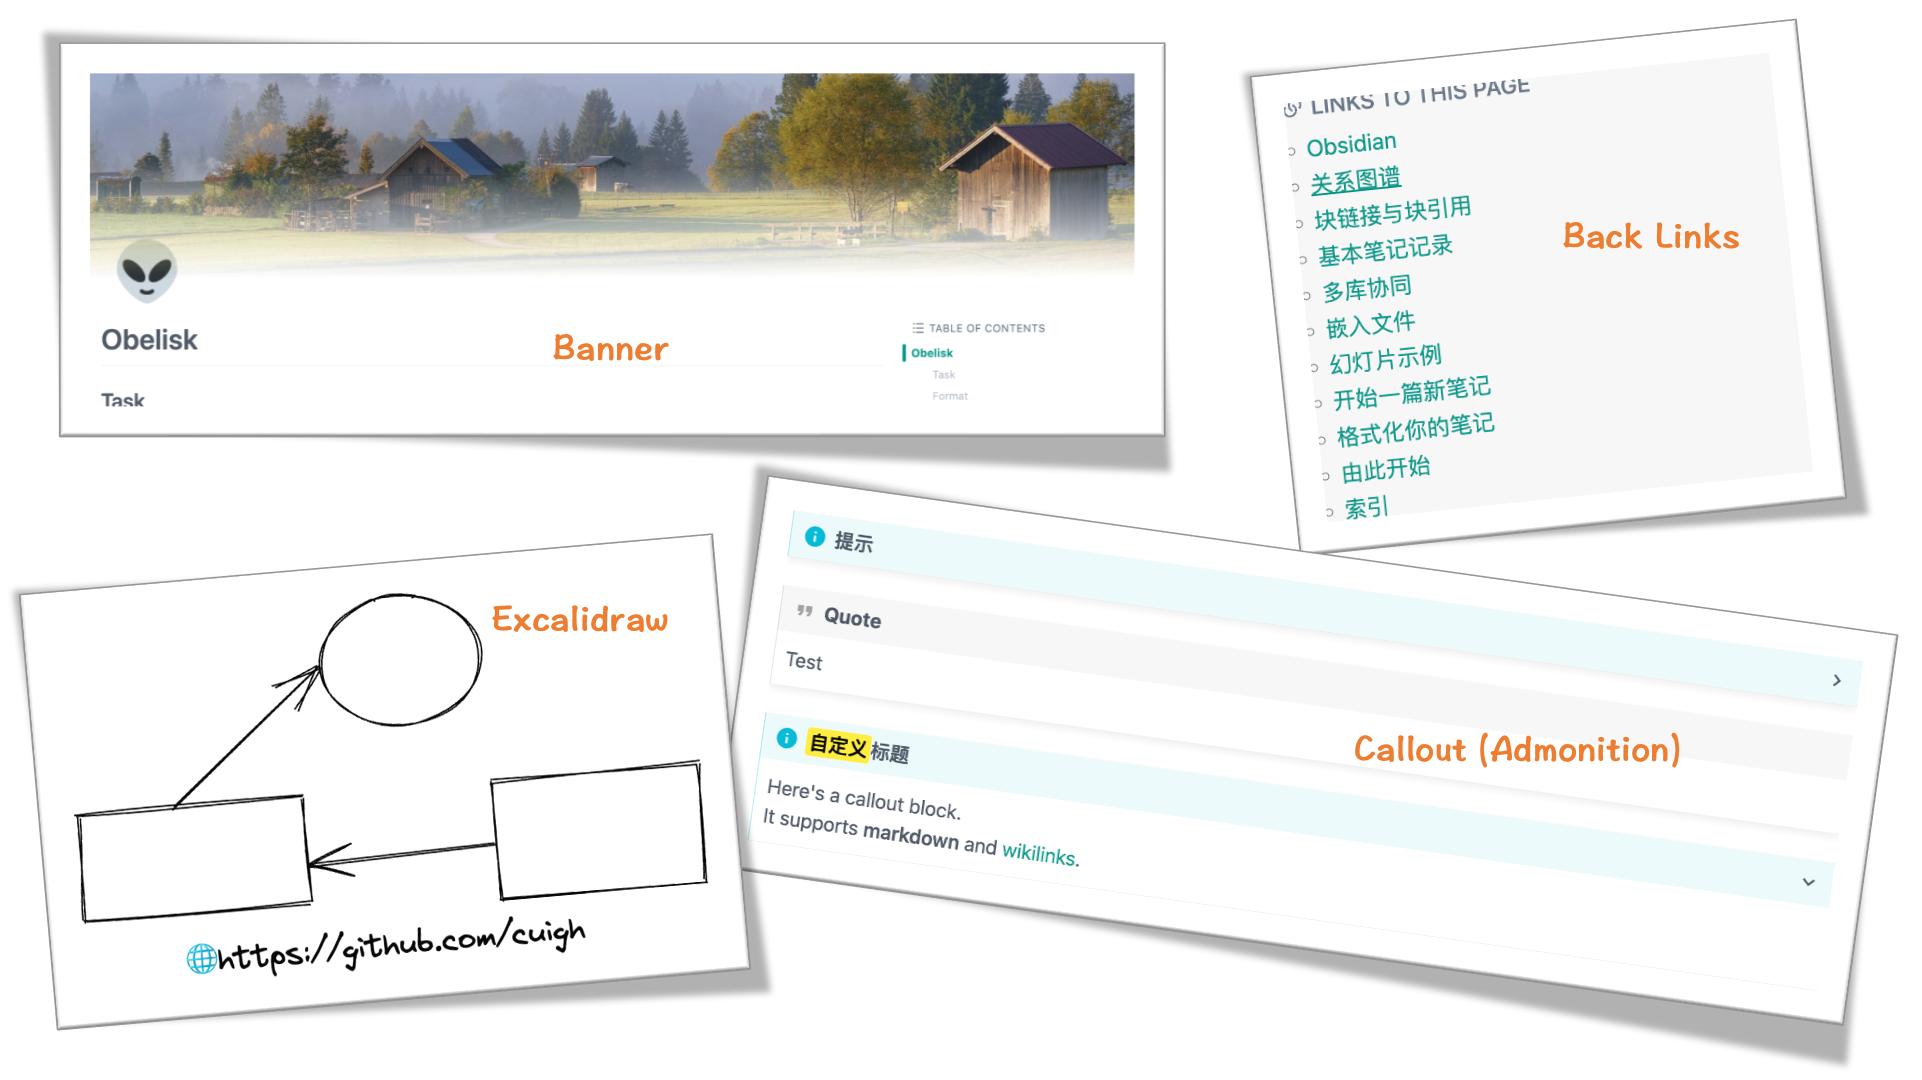 Obelisk
Task
Banner
TABLE OF CONTENTS
Obelisk
Task
Format
LINKS TO THIS PAGE
Obsidian
关系图谱
块链接与块引用
基本笔记记录
多库协同
嵌入文件
幻灯片示例
开始一篇新笔记
格式化你的笔记
由此开始
索引
Back Links
Excalidraw
https://github.com/cuigh
提示
Quote
Test
自定义标题
Here's a callout block.
It supports markdown and wikilinks.
Callout (Admonition)